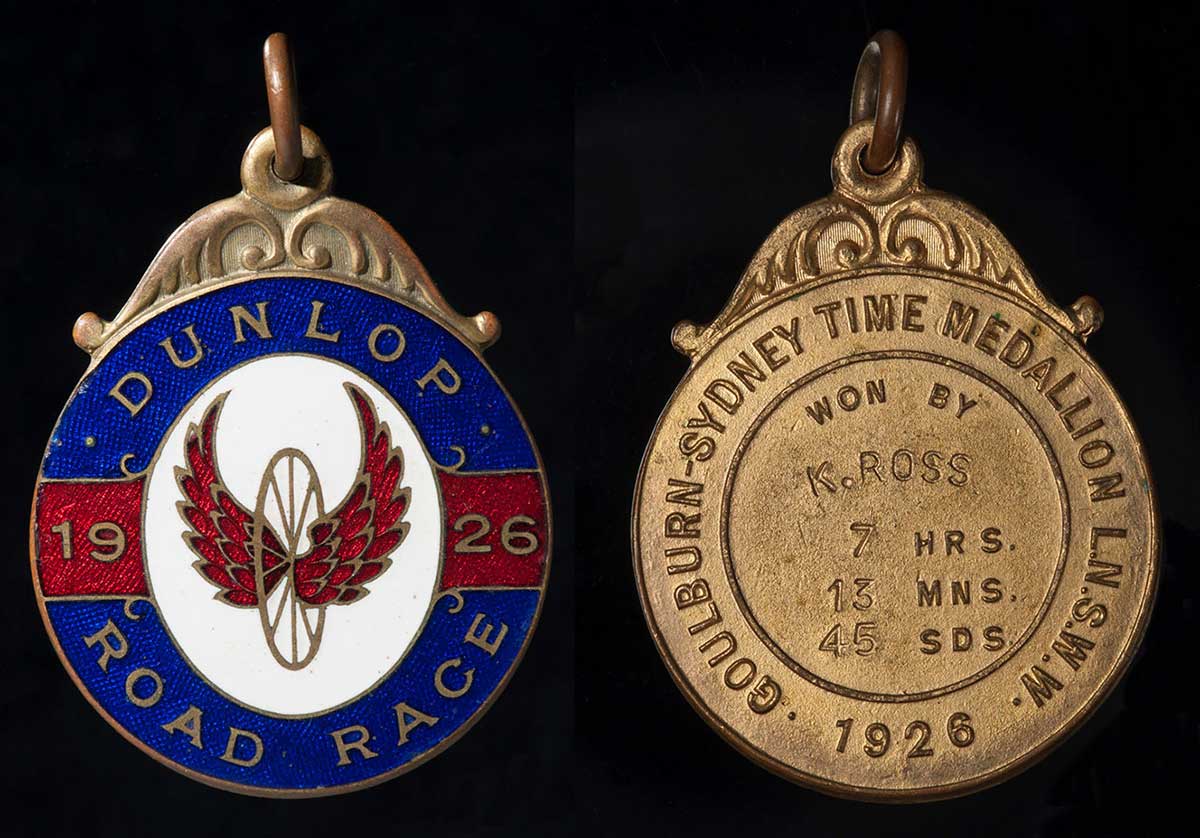 DUNLOP
19 26
ROAD RACE
GOULBURN-SYDNEY TIME MEDALLION L.N.S.W.W.
WON BY
K. ROSS
7 HRS.
13 MNS.
45 SDS.
1926